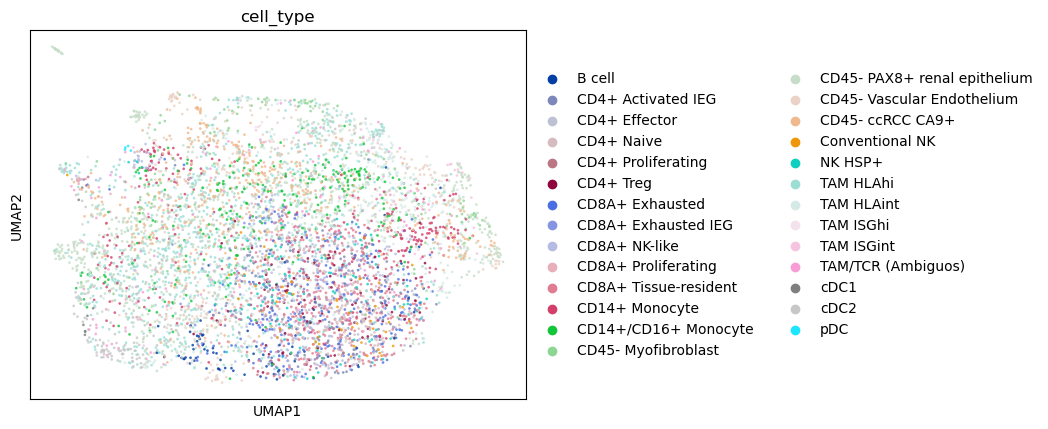 cell_type
UMAP2
UMAP1
B cell
CD4+ Activated IEG
CD4+ Effector
CD4+ Naive
CD4+ Proliferating
CD4+ Treg
CD8A+ Exhausted
CD8A+ Exhausted IEG
CD8A+ NK-like
CD8A+ Proliferating
CD8A+ Tissue-resident
CD14+ Monocyte
CD14+/CD16+ Monocyte
CD45- Myofibroblast
CD45- PAX8+ renal epithelium
CD45- Vascular Endothelium
CD45- ccRCC CA9+
Conventional NK
NK HSP+
TAM HLAhi
TAM HLAint
TAM ISGhi
TAM ISGint
TAM/TCR (Ambiguos)
cDC1
cDC2
pDC